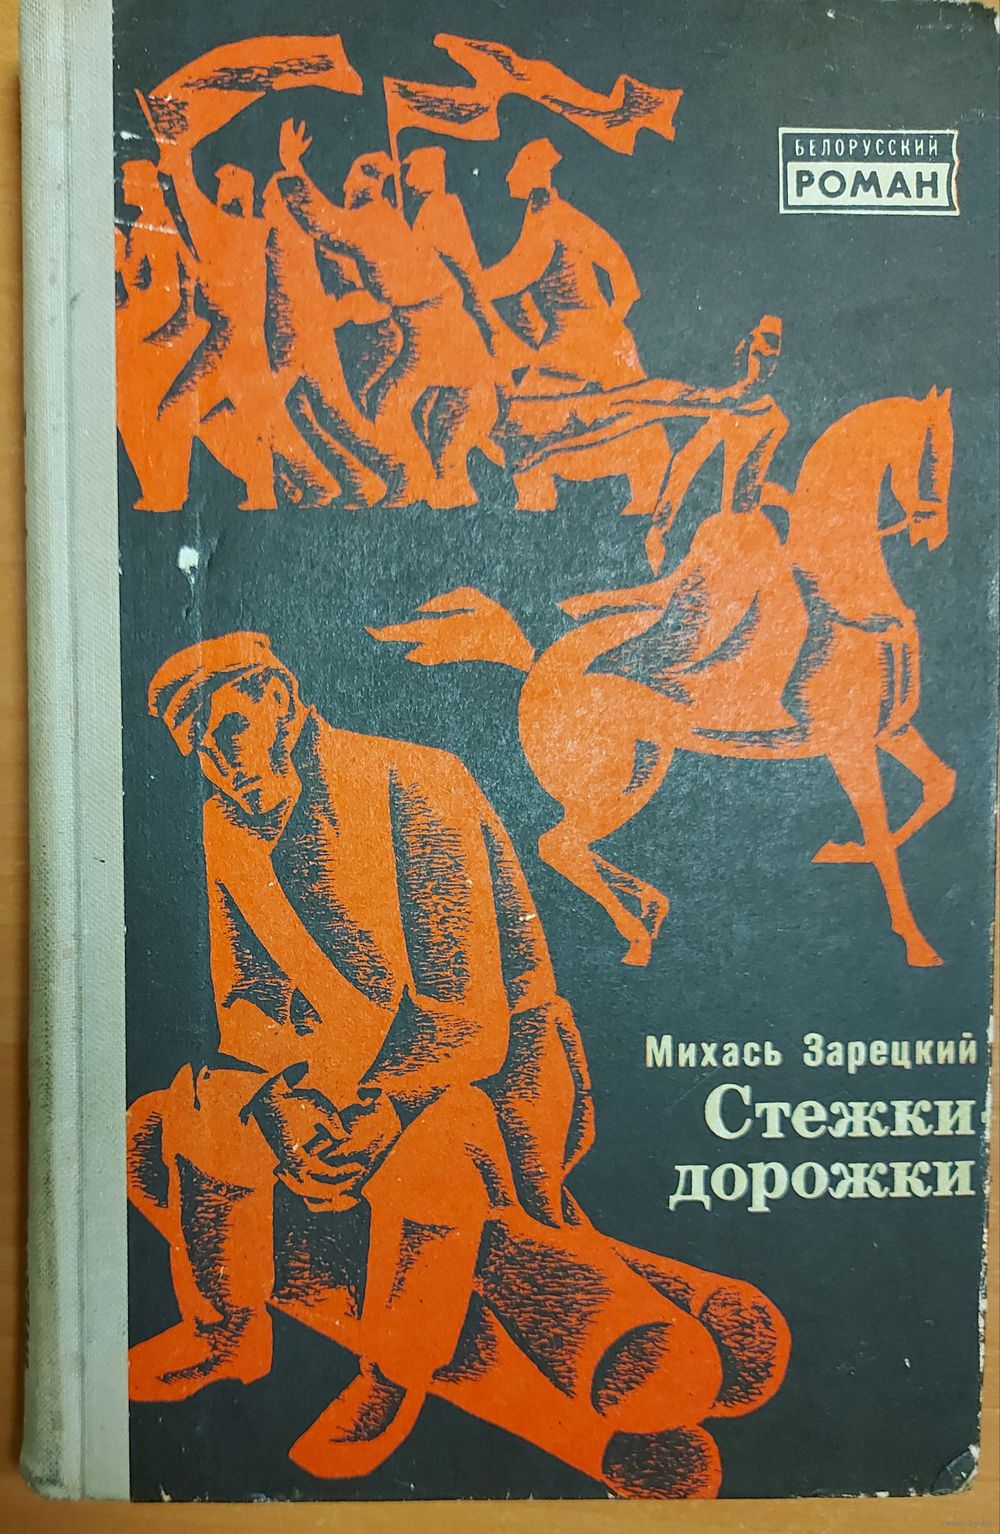 БЕЛОРУССКИЙ
РОМАН
Михась Зарецкий
Стежки
дорожки